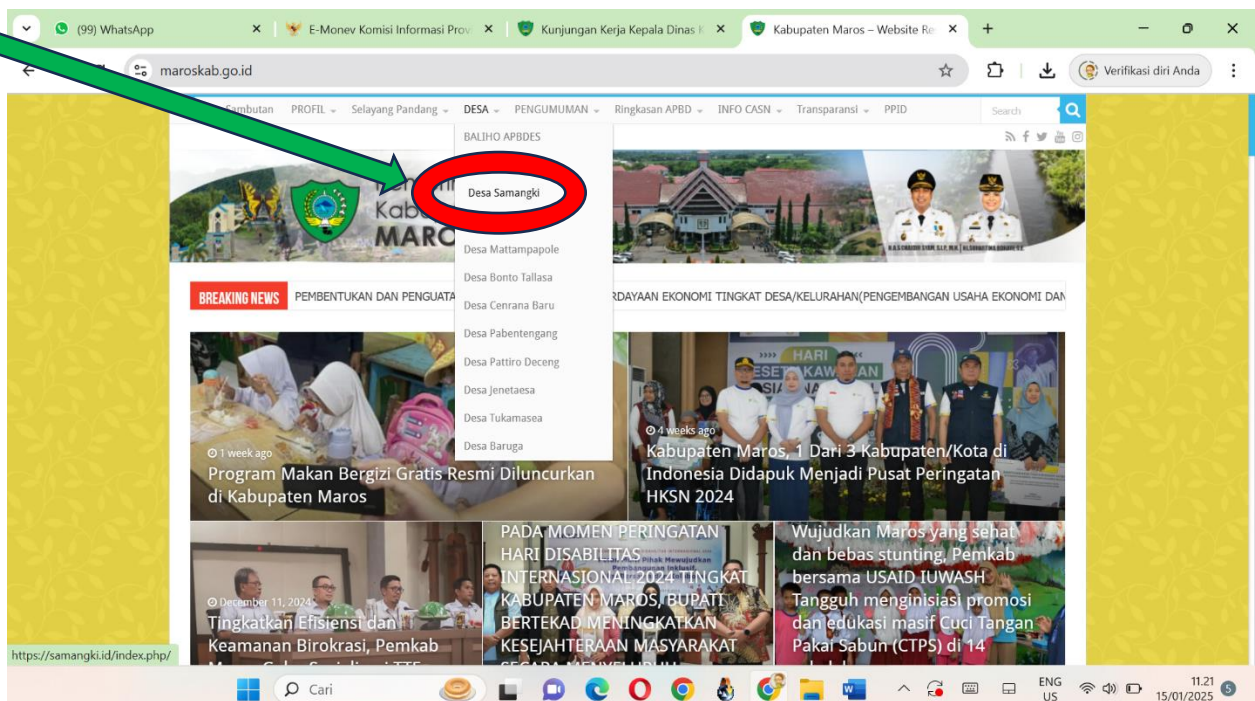 (99) WhatsApp
E-Monev Komisi Informasi Prov
Kunjungan Kerja Kepala Dinas K
Kabupaten Maros – Website Re
maroskab.go.id
Verifikasi diri Anda
Sambutan PROFIL Selayang Pandang DESA PENGUMUMAN Ringkasan APBD INFO CASN Transparansi PPID Search
BALIHO APBDES
Desa Samangki
Desa Mattampapole
Desa Bonto Tallasa
Desa Cenrana Baru
Desa Pabentengang
Desa Pattiro Deceng
Desa Jenetaesa
Desa Tukamasea
Desa Baruga
Kab
MARO
BREAKING NEWS PEMBENTUKAN DAN PENGUATA RDAYAAN EKONOMI TINGKAT DESA/KELURAHAN(PENGEMBANGAN USAHA EKONOMI DAN
HARI
1 week ago
Program Makan Bergizi Gratis Resmi Diluncurkan
di Kabupaten Maros
4 weeks ago
Kabupaten Maros, 1 Dari 3 Kabupaten/Kota di
Indonesia Didapuk Menjadi Pusat Peringatan
HKSN 2024
December 11, 2024
Tingkatkan Efisiensi dan
Keamanan Birokrasi, Pemkab
PADA MOMEN PERINGATAN
HARI DISABILITAS
INTERNASIONAL 2024 TINGKAT
KABUPATEN MAROS, BUPATI
BERTEKAD MENINGKATKAN
KESEJAHTERAAN MASYARAKAT
SECARA MENYELURUH
Wujudkan Maros yang sehat
dan bebas stunting, Pemkab
bersama USAID IUWASH
Tangguh menginisiasi promosi
dan edukasi masif Cuci Tangan
Pakai Sabun (CTPS) di 14
https://samangki.id/index.php/
Cari
ENG
US
11.21
15/01/2025
5